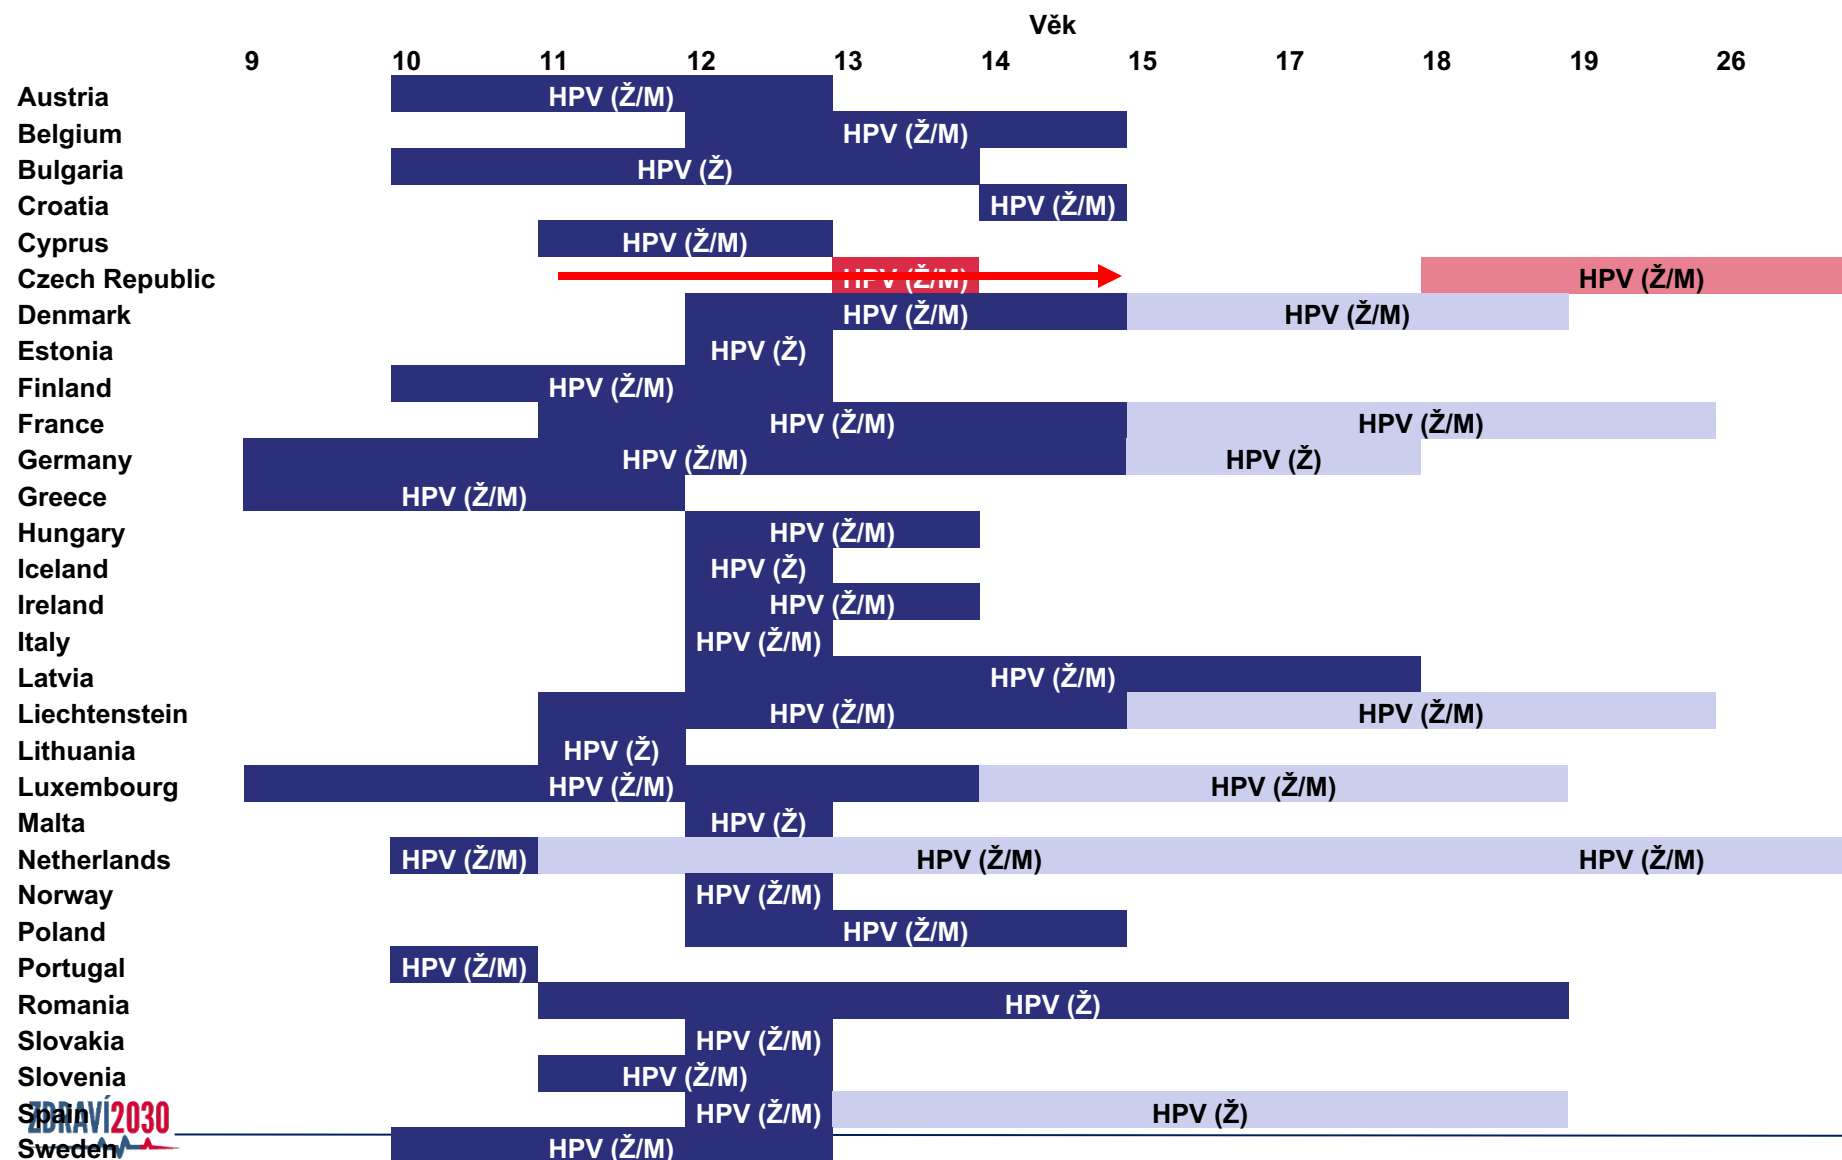 Věk
9 10 11 12 13 14 15 17 18 19 26
Austria HPV (Ž/M)
Belgium HPV (Ž/M)
Bulgaria HPV (Ž)
Croatia HPV (Ž/M)
Cyprus HPV (Ž/M)
Czech Republic HPV (Ž/M) HPV (Ž/M)
Denmark HPV (Ž/M) HPV (Ž/M)
Estonia HPV (Ž)
Finland HPV (Ž/M)
France HPV (Ž/M) HPV (Ž/M)
Germany HPV (Ž/M) HPV (Ž)
Greece HPV (Ž/M)
Hungary HPV (Ž/M)
Iceland HPV (Ž)
Ireland HPV (Ž/M)
Italy HPV (Ž/M)
Latvia HPV (Ž/M)
Liechtenstein HPV (Ž/M) HPV (Ž/M)
Lithuania HPV (Ž)
Luxembourg HPV (Ž/M) HPV (Ž/M)
Malta HPV (Ž)
Netherlands HPV (Ž/M) HPV (Ž/M) HPV (Ž/M)
Norway HPV (Ž/M)
Poland HPV (Ž/M)
Portugal HPV (Ž/M)
Romania HPV (Ž)
Slovakia HPV (Ž/M)
Slovenia HPV (Ž/M)
Spain HPV (Ž/M) HPV (Ž)
ZDRAVÍ2030
Sweden HPV (Ž/M)